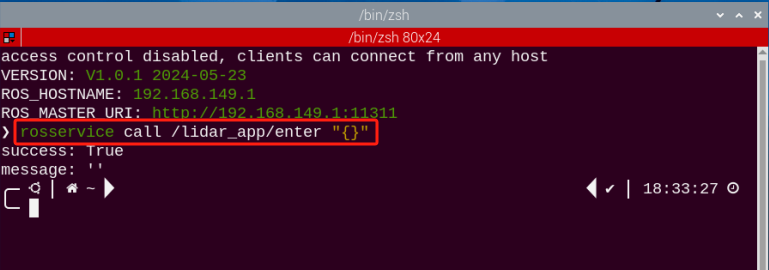 /bin/zsh
/bin/zsh 80x24
access control disabled, clients can connect from any host
VERSION: V1.0.1 2024-05-23
ROS_HOSTNAME: 192.168.149.1
ROS_MASTER_URI: http://192.168.149.1:11311
❯ rosservice call /lidar_app/enter "{}"
success: True
message: ''
~ ✔ | 18:33:27